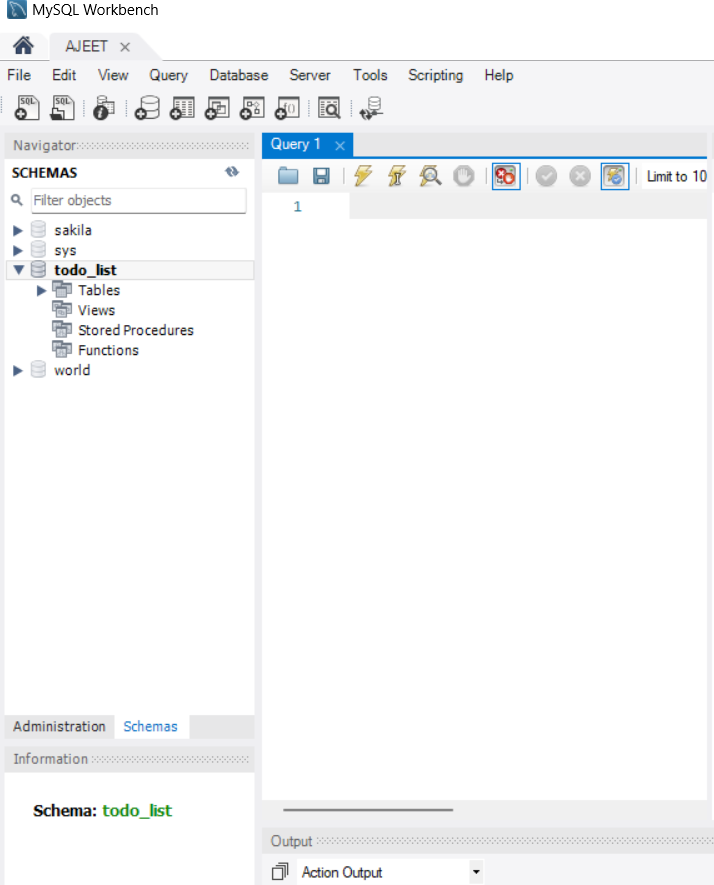 MySQL Workbench
AJEET
File Edit View Query Database Server Tools Scripting Help
SQL SQL
Navigator
Query 1
SCHEMAS
Limit to 10
Filter objects
1
sakila
sys
todo_list
Tables
Views
Stored Procedures
Functions
world
Administration Schemas
Information
Schema: todo_list
Output
Action Output